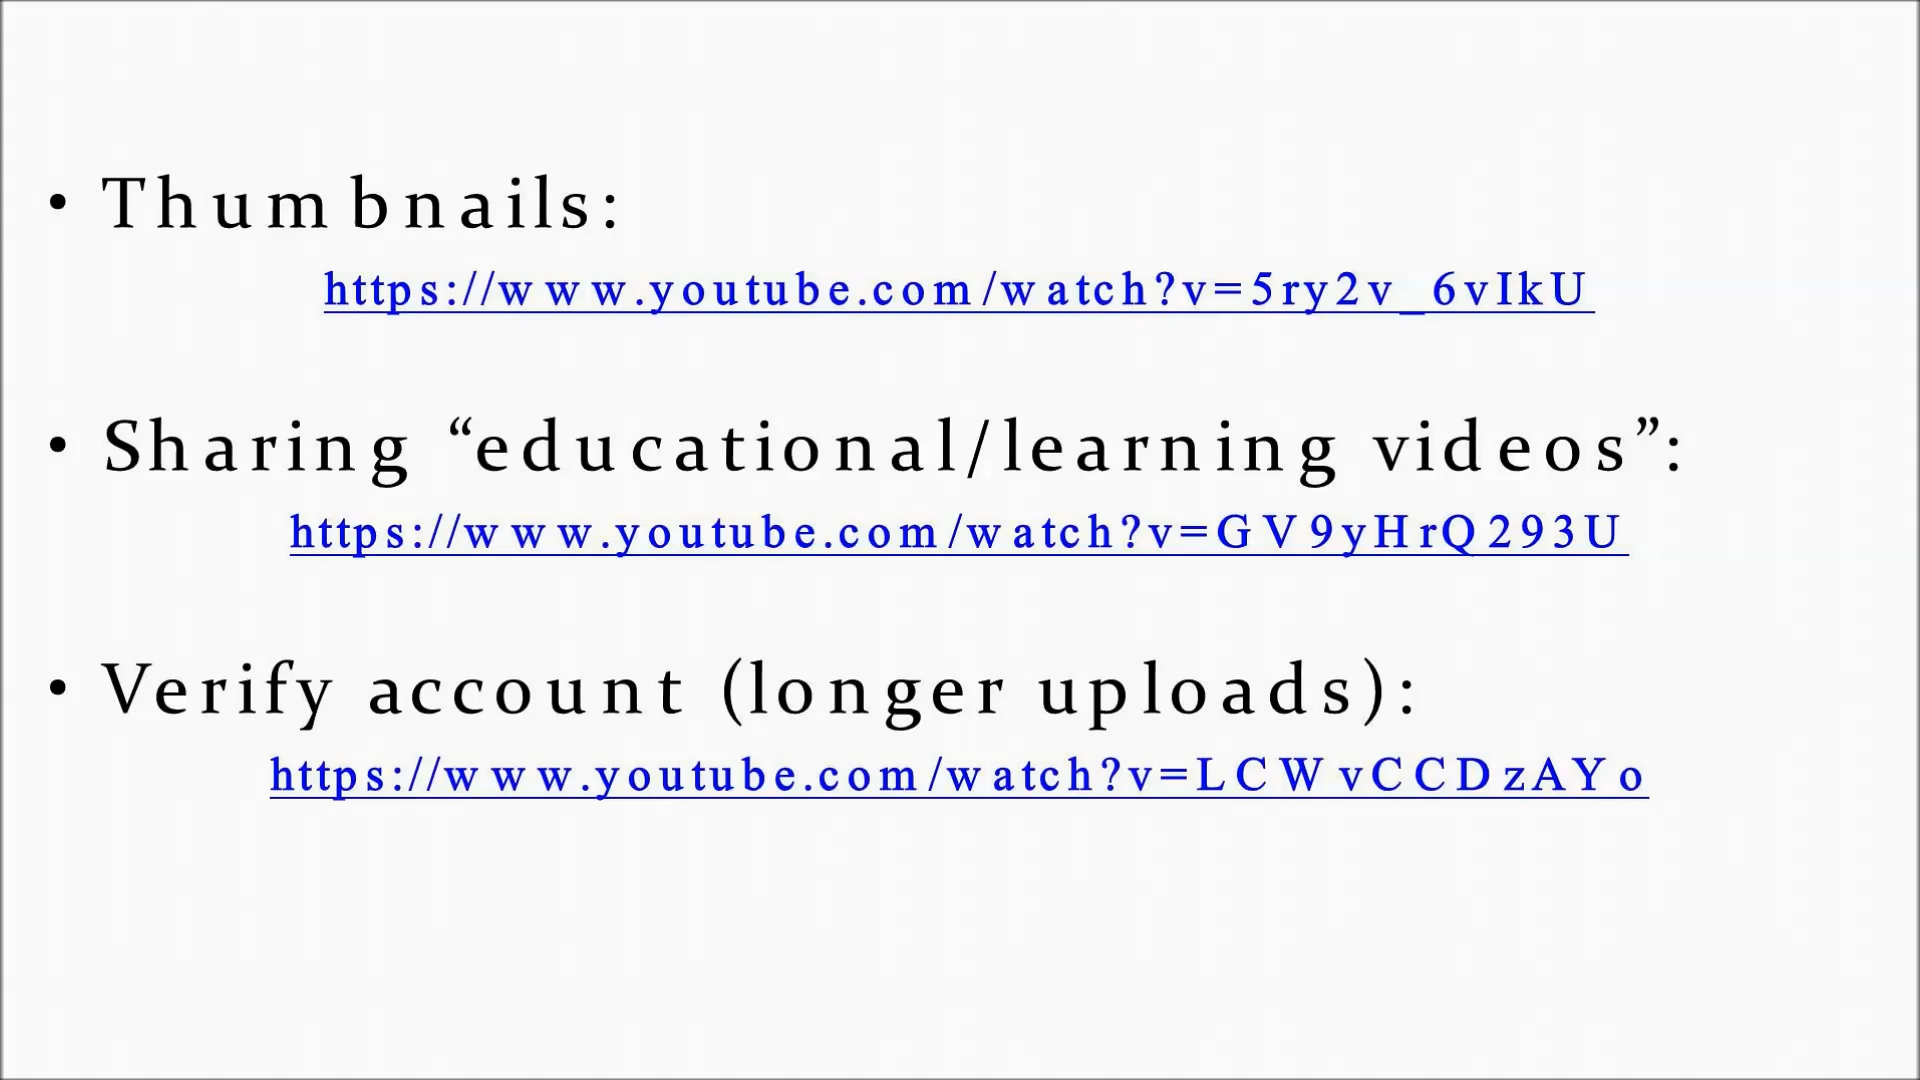 • Thumbnails:
https://www.youtube.com/watch?v=5ry2v_6vIkU
• Sharing “educational/learning videos”:
https://www.youtube.com/watch?v=GV9yHrQ293U
• Verify account (longer uploads):
https://www.youtube.com/watch?v=LCWvCCDzAYo